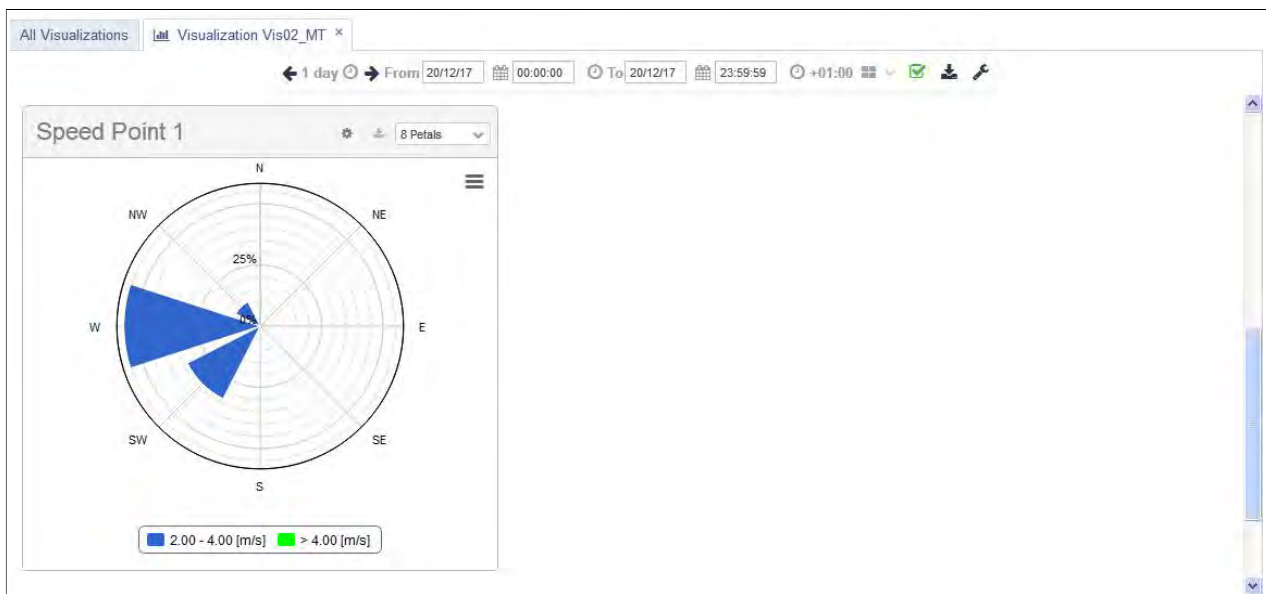 All Visualizations Visualization Vis02_MT ×
1 day From 20/12/17 00:00:00 To 20/12/17 23:59:59 +01:00
Speed Point 1 8 Petals
N
NW NE
25%
W 0% E
SW SE
S
2.00 - 4.00 [m/s] > 4.00 [m/s]